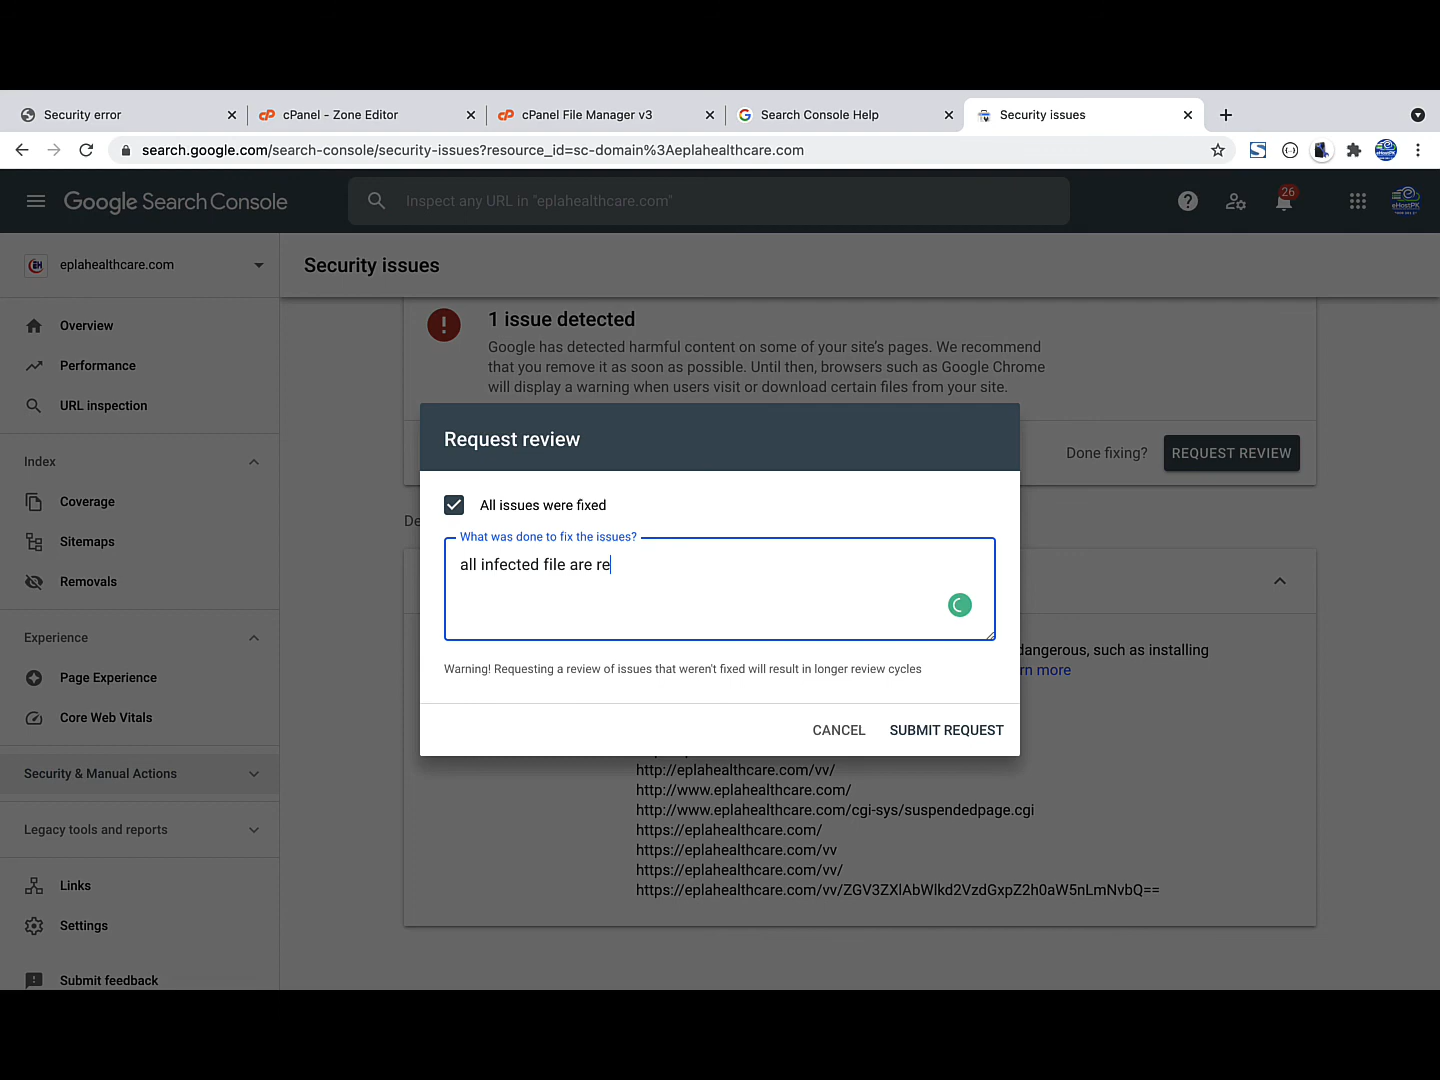 Security error
cPanel - Zone Editor
cPanel File Manager v3
Search Console Help
Security issues
search.google.com/search-console/security-issues?resource_id=sc-domain%3Aeplahealthcare.com
Google Search Console
Inspect any URL in "eplahealthcare.com"
26
eplahealthcare.com
Security issues
Overview
Performance
URL inspection
Index
Coverage
Sitemaps
Removals
Experience
Page Experience
Core Web Vitals
Security & Manual Actions
Legacy tools and reports
Links
Settings
Submit feedback
1 issue detected
Google has detected harmful content on some of your site's pages. We recommend
that you remove it as soon as possible. Until then, browsers such as Google Chrome
will display a warning when users visit or download certain files from your site.
Done fixing?
REQUEST REVIEW
De
Request review
All issues were fixed
What was done to fix the issues?
all infected file are re
Warning! Requesting a review of issues that weren't fixed will result in longer review cycles
CANCEL
SUBMIT REQUEST
dangerous, such as installing
rn more
http://eplahealthcare.com/vv/
http://www.eplahealthcare.com/
http://www.eplahealthcare.com/cgi-sys/suspendedpage.cgi
https://eplahealthcare.com/
https://eplahealthcare.com/vv
https://eplahealthcare.com/vv/
https://eplahealthcare.com/vv/ZGV3ZXlAbWlkd2VzdGxpZ2h0aW5nLmNvbQ==